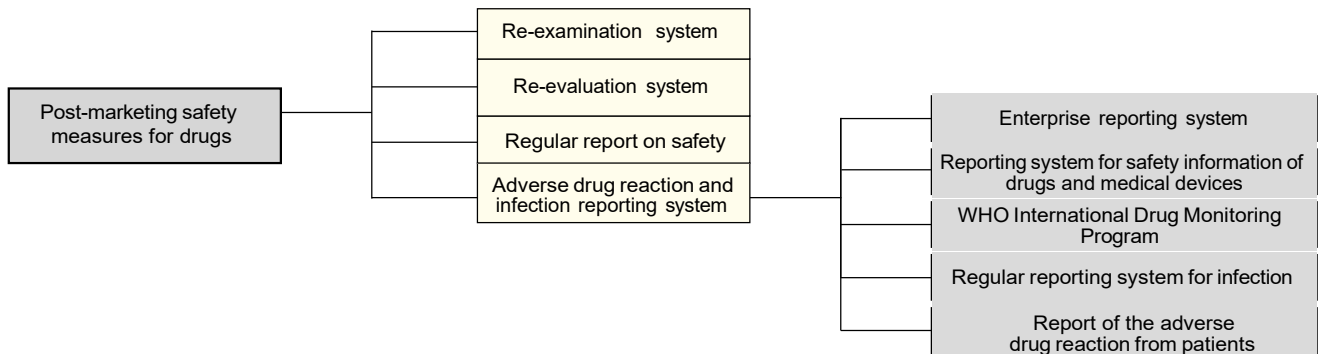 Post-marketing safety
measures for drugs
Re-examination system
Re-evaluation system
Regular report on safety
Adverse drug reaction and
infection reporting system
Enterprise reporting system
Reporting system for safety information of
drugs and medical devices
WHO International Drug Monitoring
Program
Regular reporting system for infection
Report of the adverse
drug reaction from patients